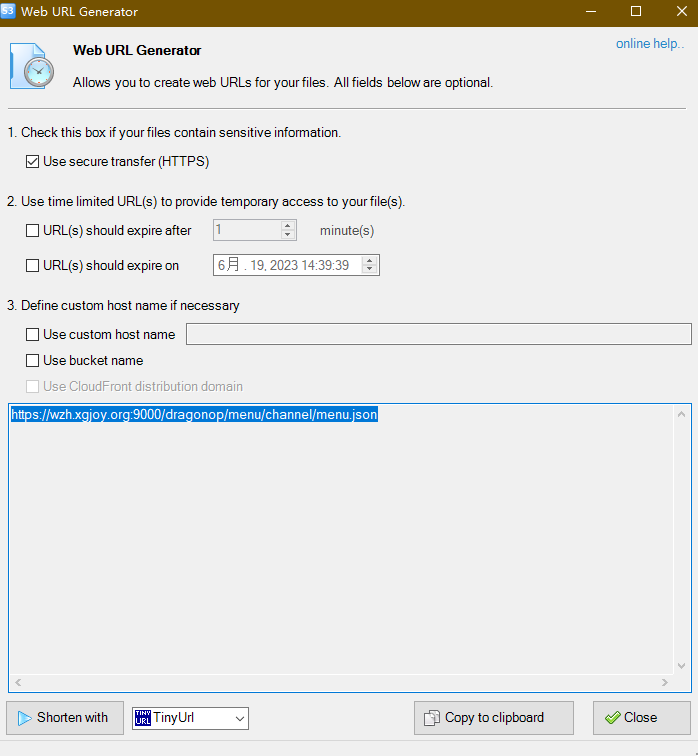 S3 Web URL Generator
Web URL Generator
online help..
Allows you to create web URLs for your files. All fields below are optional.
1. Check this box if your files contain sensitive information.
Use secure transfer (HTTPS)
2. Use time limited URL(s) to provide temporary access to your file(s).
URL(s) should expire after 1 minute(s)
URL(s) should expire on 6月 . 19, 2023 14:39:39
3. Define custom host name if necessary
Use custom host name
Use bucket name
Use CloudFront distribution domain
https://wzh.xgjoy.org:9000/dragonop/menu/channel/menu.json
Shorten with TINY URL TinyUrl Copy to clipboard Close